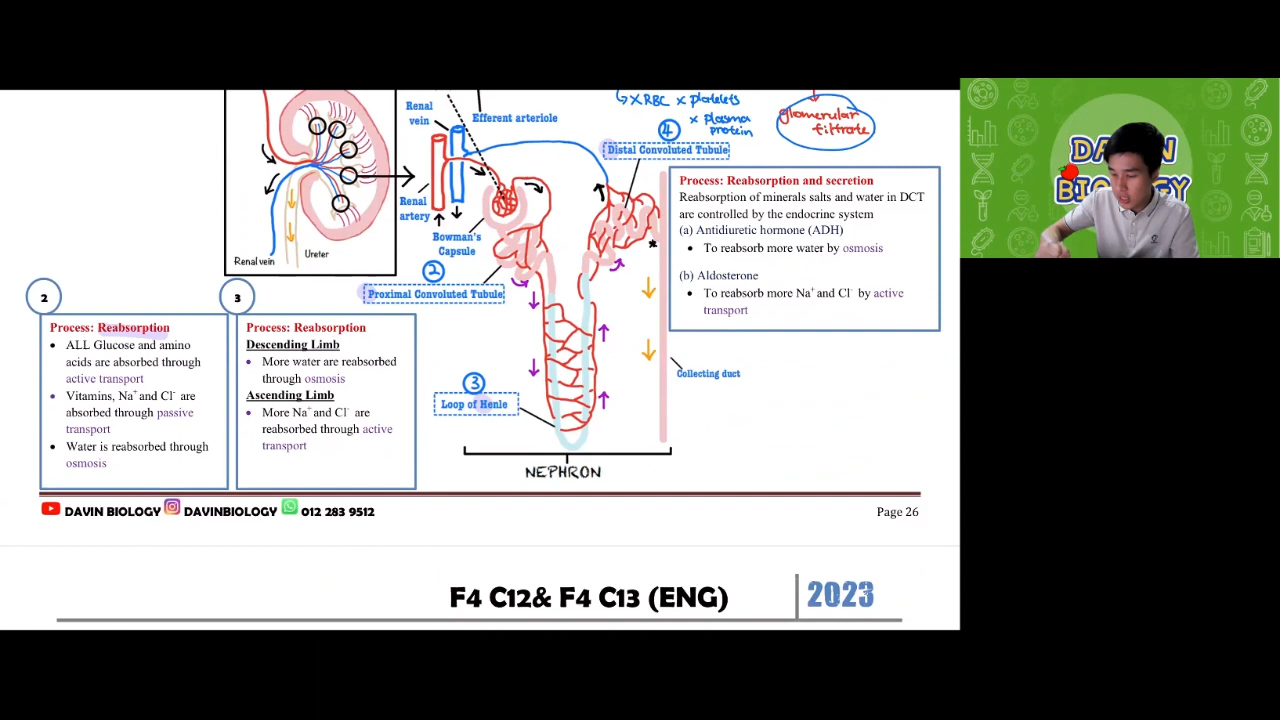 ↳ x RBC x platelets
x plasma
protein
glomerular
filtrate
Renal
vein
Efferent arteriole
4
Distal Convoluted Tubule
DAVIN
BIOLOGY
Process: Reabsorption and secretion
Reabsorption of minerals salts and water in DCT
are controlled by the endocrine system
(a) Antidiuretic hormone (ADH)
• To reabsorb more water by osmosis
(b) Aldosterone
• To reabsorb more Na⁺ and Cl⁻ by active
transport
Renal
artery
Bowman's
Capsule
Renal vein
Ureter
2
Proximal Convoluted Tubule
2
Process: Reabsorption
• ALL Glucose and amino
acids are absorbed through
active transport
• Vitamins, Na⁺ and Cl⁻ are
absorbed through passive
transport
• Water is reabsorbed through
osmosis
3
Process: Reabsorption
Descending Limb
• More water are reabsorbed
through osmosis
Ascending Limb
• More Na⁺ and Cl⁻ are
reabsorbed through active
transport
3
Loop of Henle
*
Collecting duct
NEPHRON
DAVIN BIOLOGY DAVINBIOLOGY 012 283 9512
Page 26
F4 C12& F4 C13 (ENG) 2023